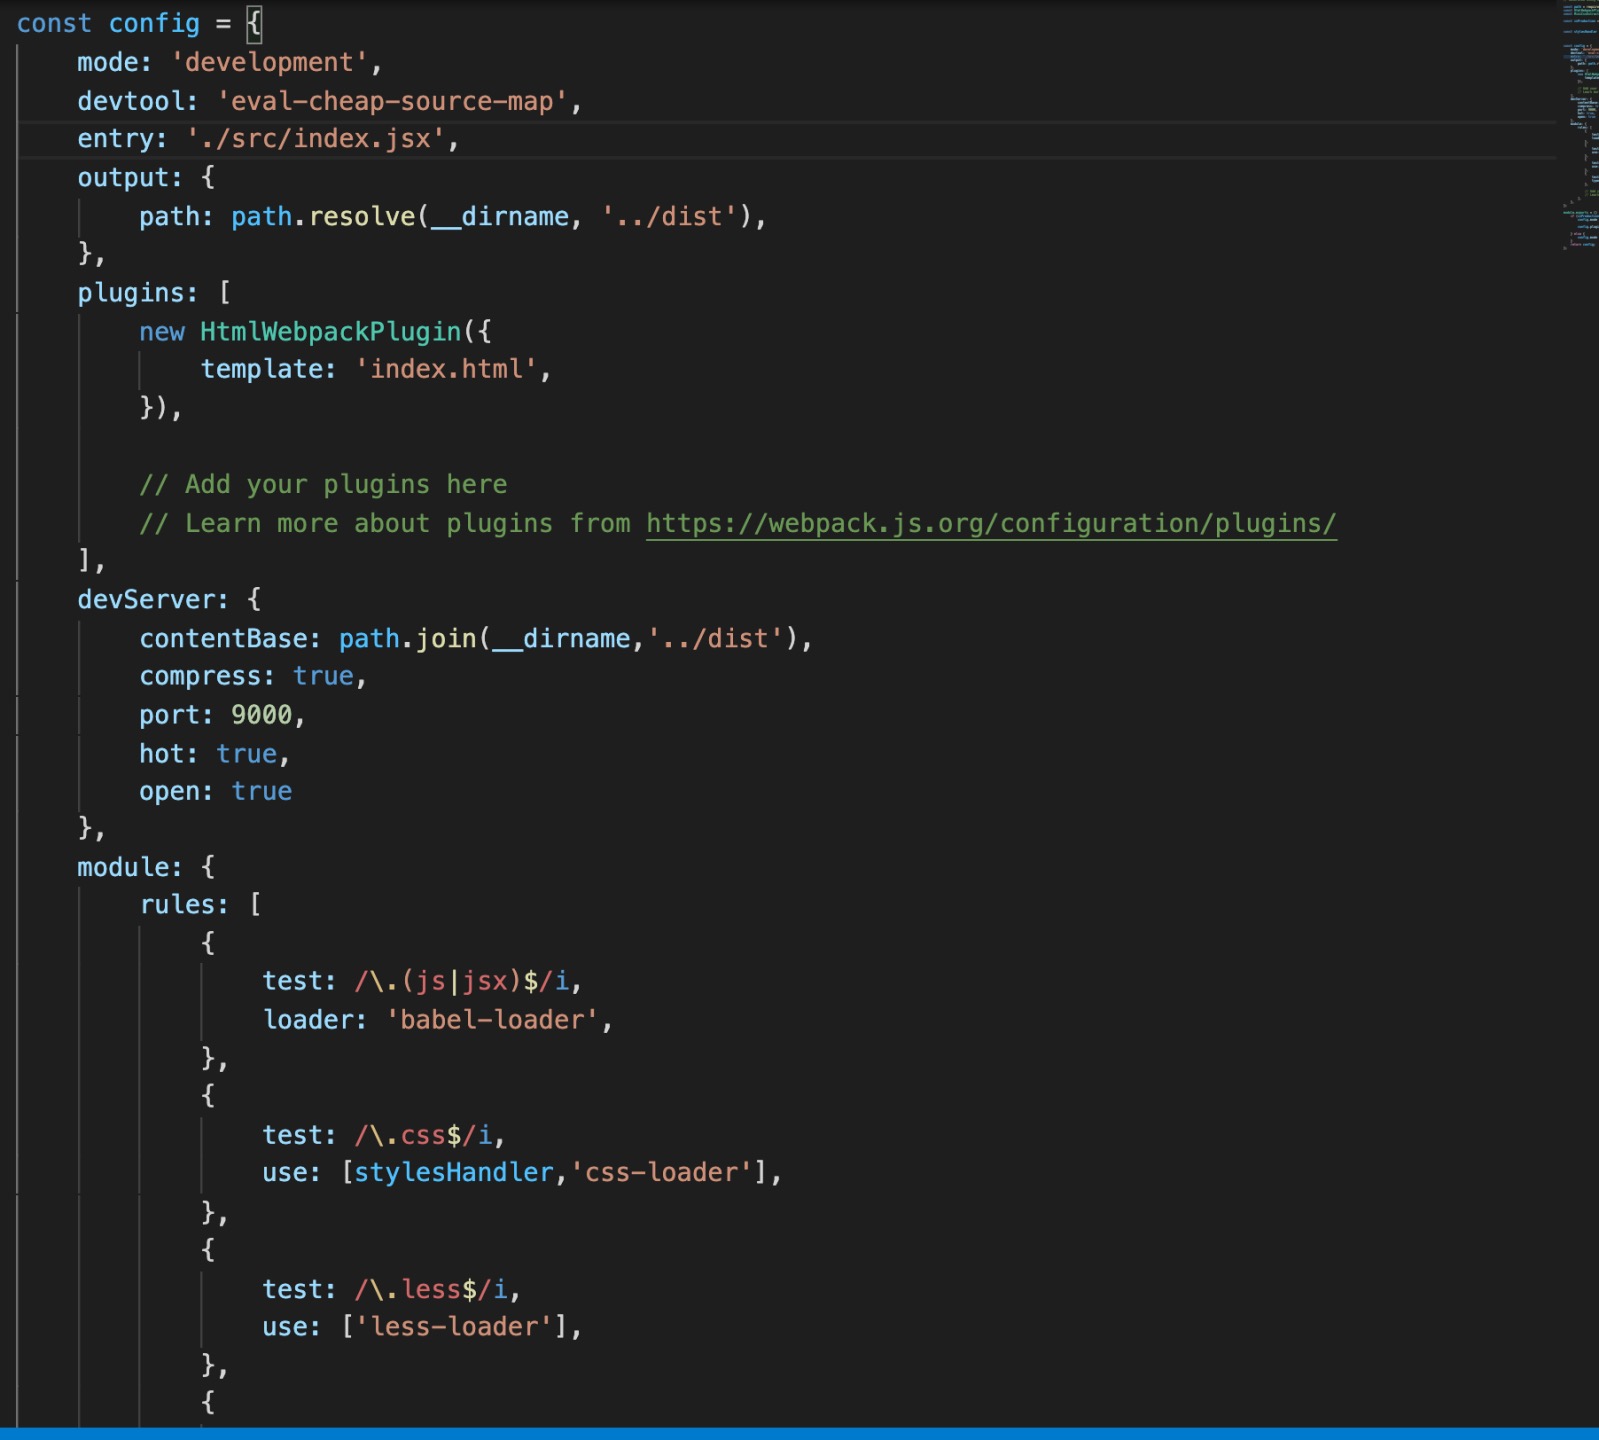 const config = {
    mode: 'development',
    devtool: 'eval-cheap-source-map',
    entry: './src/index.jsx',
    output: {
        path: path.resolve(__dirname, '../dist'),
    },
    plugins: [
        new HtmlWebpackPlugin({
            template: 'index.html',
        }),

        // Add your plugins here
        // Learn more about plugins from https://webpack.js.org/configuration/plugins/
    ],
    devServer: {
        contentBase: path.join(__dirname,'../dist'),
        compress: true,
        port: 9000,
        hot: true,
        open: true
    },
    module: {
        rules: [
            {
                test: /\.(js|jsx)$/i,
                loader: 'babel-loader',
            },
            {
                test: /\.css$/i,
                use: [stylesHandler,'css-loader'],
            },
            {
                test: /\.less$/i,
                use: ['less-loader'],
            },
            {